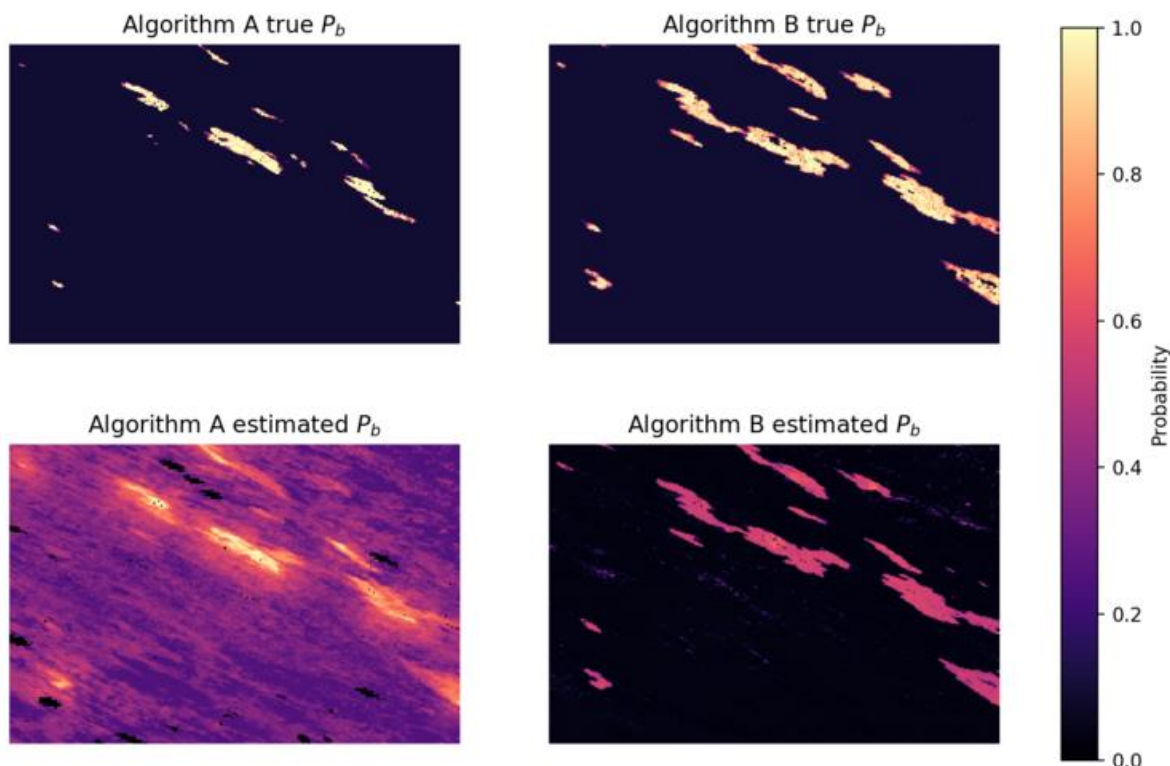 Algorithm A true P_b
Algorithm B true P_b
1.0
0.8
0.6
0.4
0.2
0.0
Probability
Algorithm A estimated P_b
Algorithm B estimated P_b